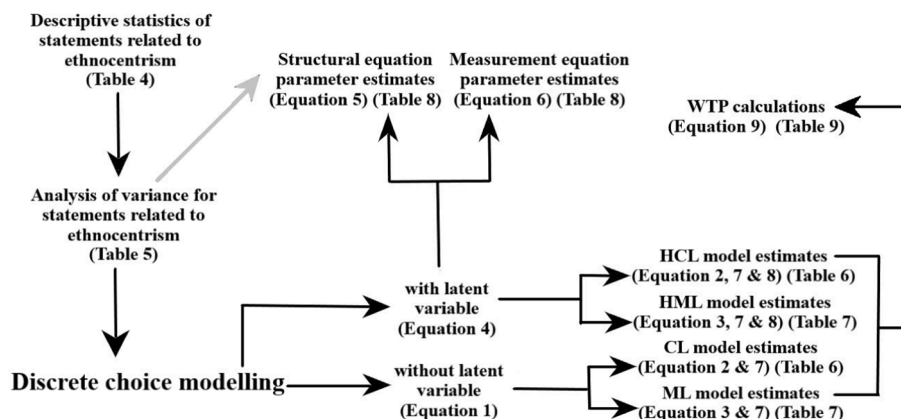 Descriptive statistics of
statements related to
ethnocentrism
(Table 4)
Structural equation
parameter estimates
(Equation 5) (Table 8)
Measurement equation
parameter estimates
(Equation 6) (Table 8)
WTP calculations
(Equation 9) (Table 9)
Analysis of variance for
statements related to
ethnocentrism
(Table 5)
with latent
variable
(Equation 4)
HCL model estimates
(Equation 2, 7 & 8) (Table 6)
HML model estimates
(Equation 3, 7 & 8) (Table 7)
Discrete choice modelling
without latent
variable
(Equation 1)
CL model estimates
(Equation 2 & 7) (Table 6)
ML model estimates
(Equation 3 & 7) (Table 7)